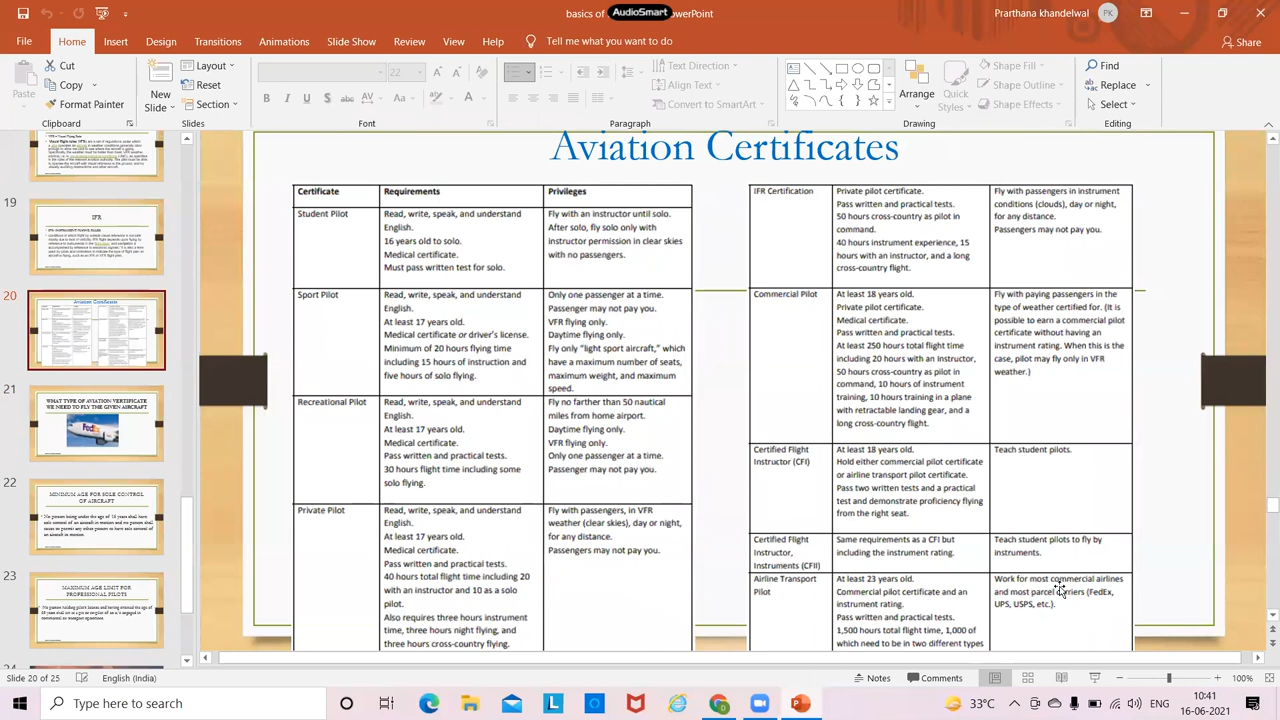 basics of
AudioSmart
PowerPoint
Prathana khandelwal
PK
File
Home
Insert
Design
Transitions
Animations
Slide Show
Review
View
Help
Tell me what you want to do
Share
Paste
Cut
Copy
Format Painter
Clipboard
New
Slide
Layout
Reset
Section
Slides
22
Font
Text Direction
Align Text
Convert to SmartArt
Paragraph
Arrange
Quick
Styles
Shape Fill
Shape Outline
Shape Effects
Drawing
Find
Replace
Select
Editing
19
IFR
20
Aviation Certificates
21
WHAT TYPE OF AVIATION VERTIFICATE
WE NEED TO FLY THE GIVEN AIRCRAFT
FedEx
22
MINIMUM AGE FOR SOLE CONTROL
OF AIRCRAFT
23
MAXIMUM AGE LIMIT FOR
PROFESSIONAL PILOTS
24
Aviation Certificates
Certificate
Requirements
Privileges
Student Pilot
Read, write, speak, and understand
English.
16 years old to solo.
Medical certificate.
Must pass written test for solo.
Fly with an instructor until solo.
After solo, fly solo only with
instructor permission in clear skies
with no passengers.
Sport Pilot
Read, write, speak, and understand
English.
At least 17 years old.
Medical certificate or driver's license.
Minimum of 20 hours flying time
including 15 hours of instruction and
five hours of solo flying.
Only one passenger at a time.
Passenger may not pay.
VFR flying only.
Daytime flying only.
Fly only "light sport aircraft," which
have a maximum number of seats,
maximum weight, and maximum
speed.
Recreational Pilot
Read, write, speak, and understand
English.
At least 17 years old.
Medical certificate.
Pass written and practical tests.
30 hours flight time including some
solo flying.
Fly no farther than 50 nautical
miles from home airport.
Daytime flying only.
VFR flying only.
Only one passenger at a time.
Passenger may not pay.
Private Pilot
Read, write, speak, and understand
English.
At least 17 years old.
Medical certificate.
Pass written and practical tests.
40 hours total flight time including 20
with an instructor and 10 as a solo
pilot.
Also requires three hours instrument
time, three hours night flying, and
three hours cross-country flying.
Fly with passengers, in VFR
weather (clear skies), day or night,
for any distance.
Passengers may not pay.
IFR Certification
Private pilot certificate.
Pass written and practical tests.
50 hours cross-country as pilot in
command.
40 hours instrument experience, 15
hours with an instructor, and a long
cross-country flight.
Fly with passengers in instrument
conditions (clouds), day or night,
for any distance.
Passengers may not pay.
Commercial Pilot
At least 18 years old.
Private pilot certificate.
Medical certificate.
Pass written and practical tests.
At least 250 hours total flight time
including 20 hours with an instructor,
50 hours cross-country as pilot in
command, 10 hours of instrument
training, 10 hours training in a plane
with retractable landing gear, and a
long cross-country flight.
Fly with paying passengers in the
type of weather certified for. (It is
possible to earn a commercial pilot
certificate without having an
instrument rating. When this is the
case, pilot may fly only in VFR
weather.)
Certified Flight
Instructor (CFI)
At least 18 years old.
Hold either commercial pilot certificate
or airline transport pilot certificate.
Pass two written tests and a practical
test and demonstrate proficiency flying
from the right seat.
Teach student pilots.
Certified Flight
Instructor,
Instruments (CFII)
Same requirements as a CFI but
including the instrument rating.
Teach student pilots to fly by
instruments.
Airline Transport
Pilot
At least 23 years old.
Commercial pilot certificate and an
instrument rating.
Pass written and practical tests.
1,500 hours total flight time, 1,000 of
which need to be in two different types
Work for most commercial airlines
and most parcel carriers (FedEx,
UPS, USPS, etc.).
Slide 20 of 25
English (India)
Notes
Comments
100%
Type here to search
33°C
ENG
10:41
16-06-2021